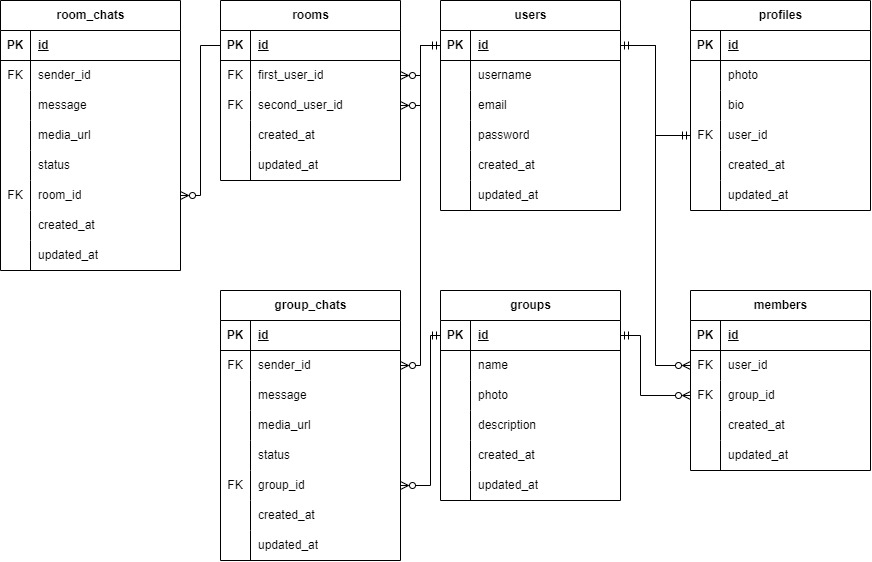 room_chats
PK id
FK sender_id
message
media_url
status
FK room_id
created_at
updated_at
rooms
PK id
FK first_user_id
FK second_user_id
created_at
updated_at
users
PK id
username
email
password
created_at
updated_at
profiles
PK id
photo
bio
FK user_id
created_at
updated_at
group_chats
PK id
FK sender_id
message
media_url
status
FK group_id
created_at
updated_at
groups
PK id
name
photo
description
created_at
updated_at
members
PK id
FK user_id
FK group_id
created_at
updated_at